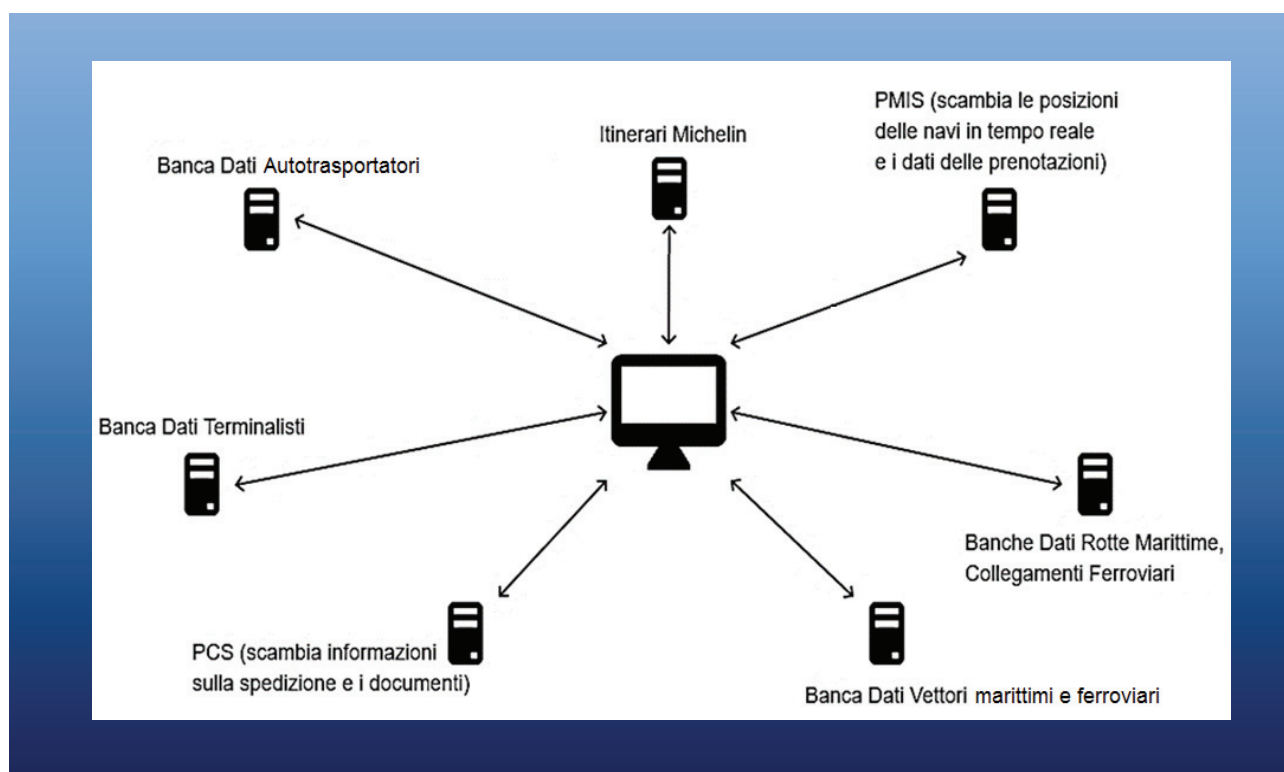 PMIS (scambia le posizioni
delle navi in tempo reale
e i dati delle prenotazioni)
Itinerari Michelin
Banca Dati Autotrasportatori
Banca Dati Terminalisti
Banche Dati Rotte Marittime,
Collegamenti Ferroviari
PCS (scambia informazioni
sulla spedizione e i documenti)
Banca Dati Vettori marittimi e ferroviari